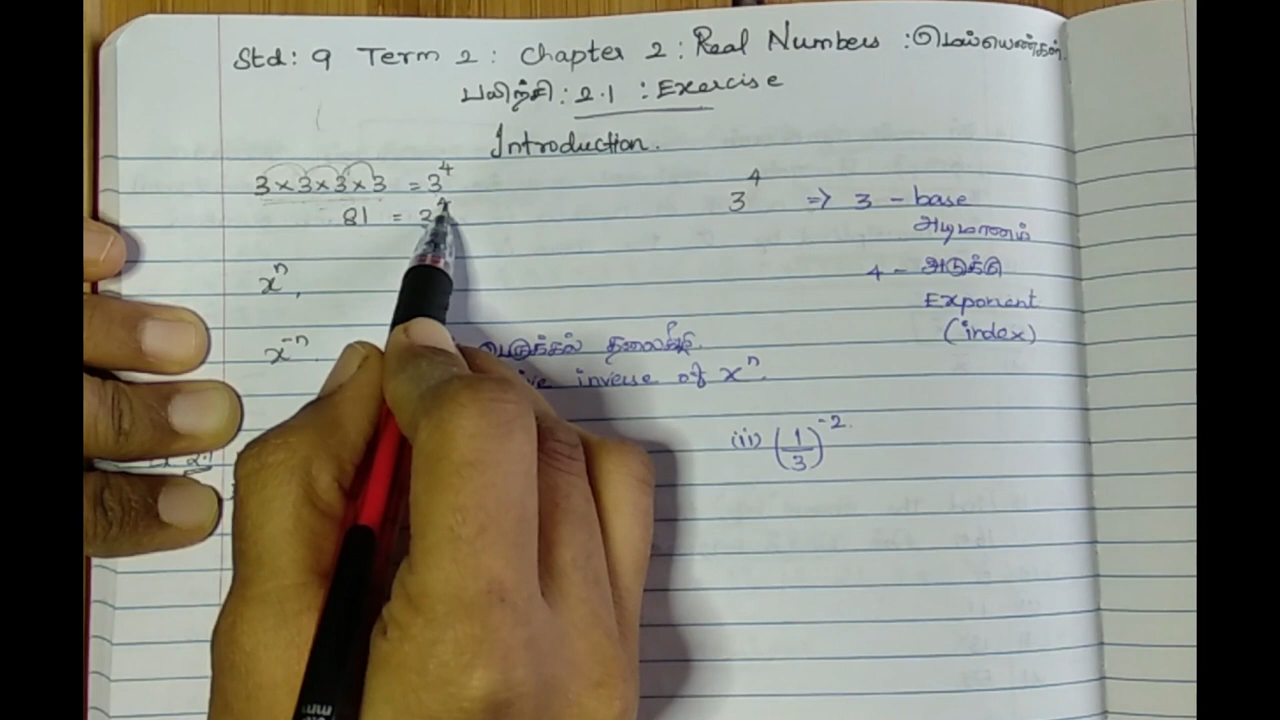 Std: 9 Term 2 : Chapter 2 : Real Numbers : மெய்யெண்கள்.
பயிற்சி : 2.1 : Exercise
Introduction.
3 × 3 × 3 × 3 = 3⁴
81 = 3⁴
xⁿ,
x⁻ⁿ.
பெருக்கல் தலைகீழி.
inverse of xⁿ.
3⁴ => 3 - base
அடிமானம்
4 - அடுக்கு
Exponent
(index)
(ii) (1/3)⁻².